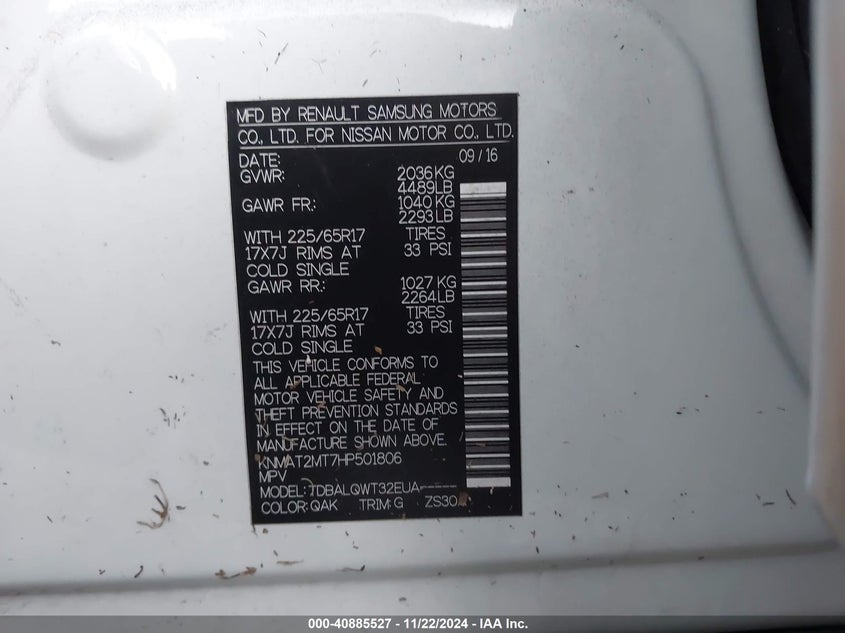 MFD BY RENAULT SAMSUNG MOTORS
CO., LTD. FOR NISSAN MOTOR CO., LTD.
DATE: 09 / 16
GVWR: 2036KG
4489LB
GAWR FR.: 1040 KG
2293LB
WITH 225/65R17 TIRES
17X7J RIMS AT 33 PSI
COLD SINGLE
GAWR RR.: 1027 KG
2264LB
WITH 225/65R17 TIRES
17X7J RIMS AT 33 PSI
COLD SINGLE
THIS VEHICLE CONFORMS TO
ALL APPLICABLE FEDERAL
MOTOR VEHICLE SAFETY AND
THEFT PREVENTION STANDARDS
IN EFFECT ON THE DATE OF
MANUFACTURE SHOWN ABOVE.
KNMAT2MT7HP501806
MPV
MODEL: TDBALQWT32EUA-----
COLOR: QAK TRIM: G
000-40885527 - 11/22/2024 - IAA Inc.